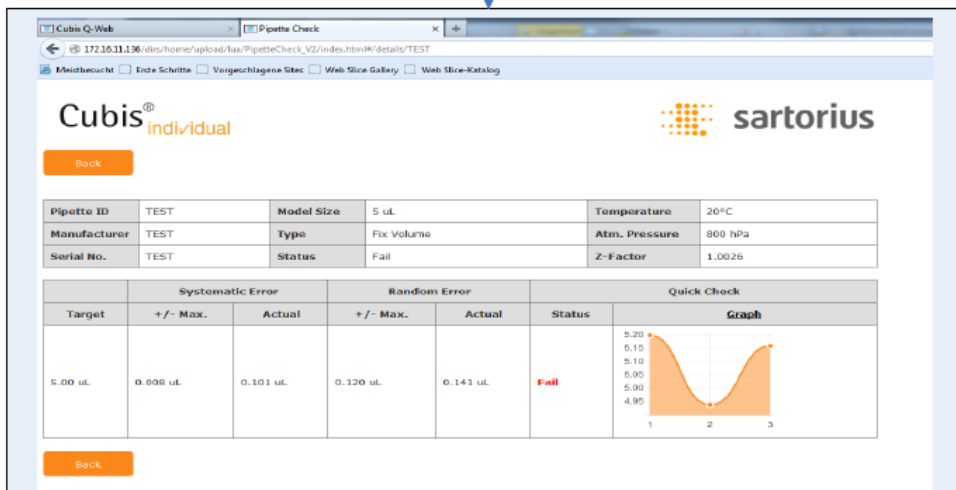 Cubis Q-Web × Pipette Check × +
172.16.11.136/dirs/home/upload/lua/PipetteCheck_V2/index.html#/details/TEST
Meistbesucht Erste Schritte Vorgeschlagene Sites Web Slice Gallery Web Slice-Katalog
Cubis® individual
sartorius
Back
Pipette ID TEST Model Size 5 uL Temperature 20°C
Manufacturer TEST Type Fix Volume Atm. Pressure 800 hPa
Serial No. TEST Status Fail Z-Factor 1.0026
Systematic Error Random Error Quick Check
Target +/- Max. Actual +/- Max. Actual Status Graph
5.20
5.15
5.10
5.05
5.00
4.95
5.00 uL 0.008 uL 0.101 uL 0.120 uL 0.141 uL Fail
1 2 3
Back